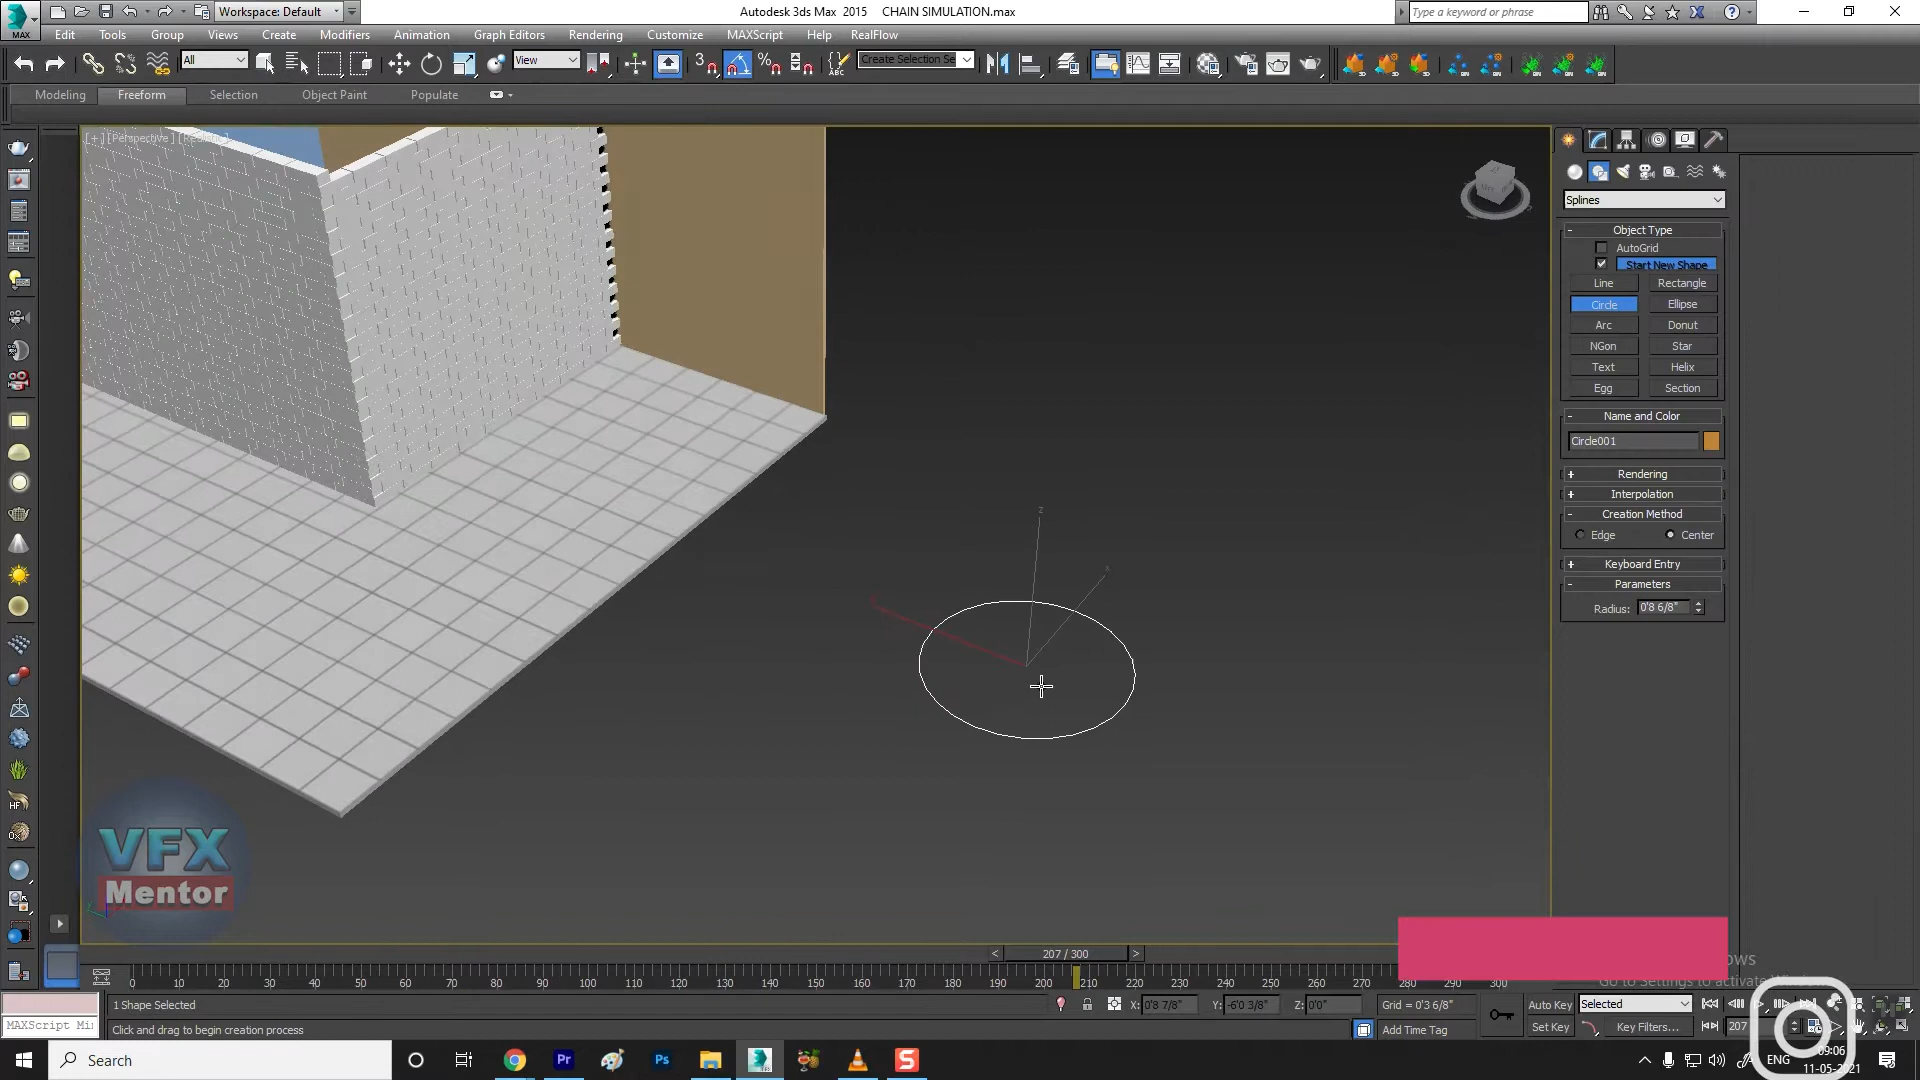 Workspace: Default
Autodesk 3ds Max 2015 CHAIN SIMULATION.max
Type a keyword or phrase
MAX
Edit Tools Group Views Create Modifiers Animation Graph Editors Rendering Customize MAXScript Help RealFlow
All
View
3
Create Selection Se
Modeling Freeform Selection Object Paint Populate
[+][Perspective][Realistic]
Splines
Object Type
AutoGrid
Start New Shape
Line Rectangle
Circle Ellipse
Arc Donut
NGon Star
Text Helix
Egg Section
Name and Color
Circle001
Rendering
Interpolation
Creation Method
Edge Center
Keyboard Entry
Parameters
Radius: 0'8 6/8"
z
x
VFX
Mentor
207 / 300
0 10 20 30 40 50 60 70 80 90 100 110 120 130 140 150 160 170 180 190 200 210 220 230 240 250 260 270 280 290 300
1 Shape Selected
X: 0'8 7/8" Y: -6'0 3/8" Z: 0'0" Grid = 0'3 6/8"
Auto Key Selected
MAXScript Mi
Click and drag to begin creation process
Add Time Tag
Set Key Key Filters... 207
Search
Pr
Ps
S
ENG
09:06
11-05-2021